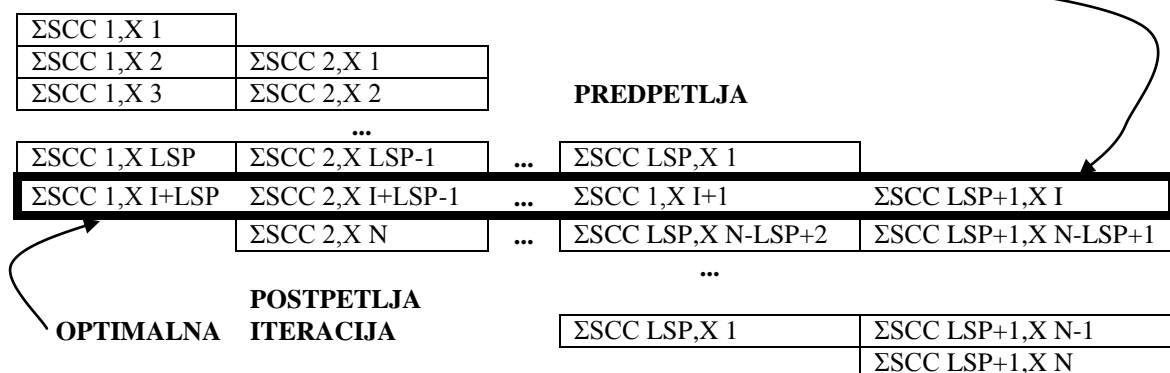 ΣSCC 1,X 1
ΣSCC 1,X 2 ΣSCC 2,X 1
ΣSCC 1,X 3 ΣSCC 2,X 2 PREDPETLJA
...
ΣSCC 1,X LSP ΣSCC 2,X LSP-1 ... ΣSCC LSP,X 1
ΣSCC 1,X I+LSP ΣSCC 2,X I+LSP-1 ... ΣSCC 1,X I+1 ΣSCC LSP+1,X I
ΣSCC 2,X N ... ΣSCC LSP,X N-LSP+2 ΣSCC LSP+1,X N-LSP+1
...
POSTPETLJA
OPTIMALNA ITERACIJA ΣSCC LSP,X 1 ΣSCC LSP+1,X N-1
ΣSCC LSP+1,X N